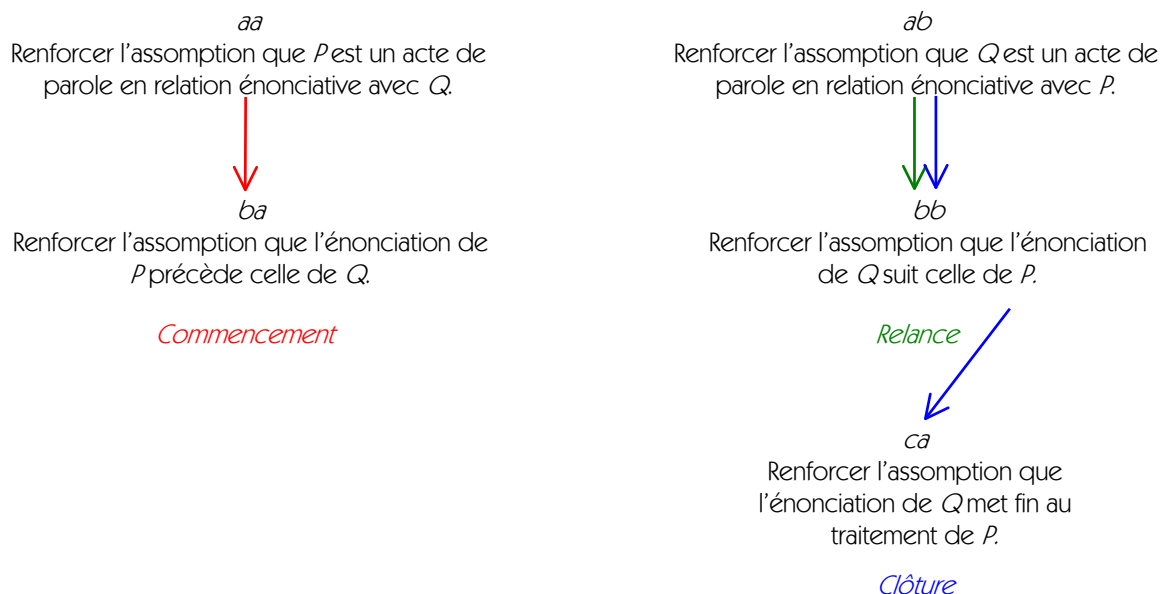 aa
Renforcer l’assomption que P est un acte de
parole en relation énonciative avec Q.
ba
Renforcer l’assomption que l’énonciation de
P précède celle de Q.
Commencement
ab
Renforcer l’assomption que Q est un acte de
parole en relation énonciative avec P.
bb
Renforcer l’assomption que l’énonciation
de Q suit celle de P.
Relance
ca
Renforcer l’assomption que
l’énonciation de Q met fin au
traitement de P.
Clôture